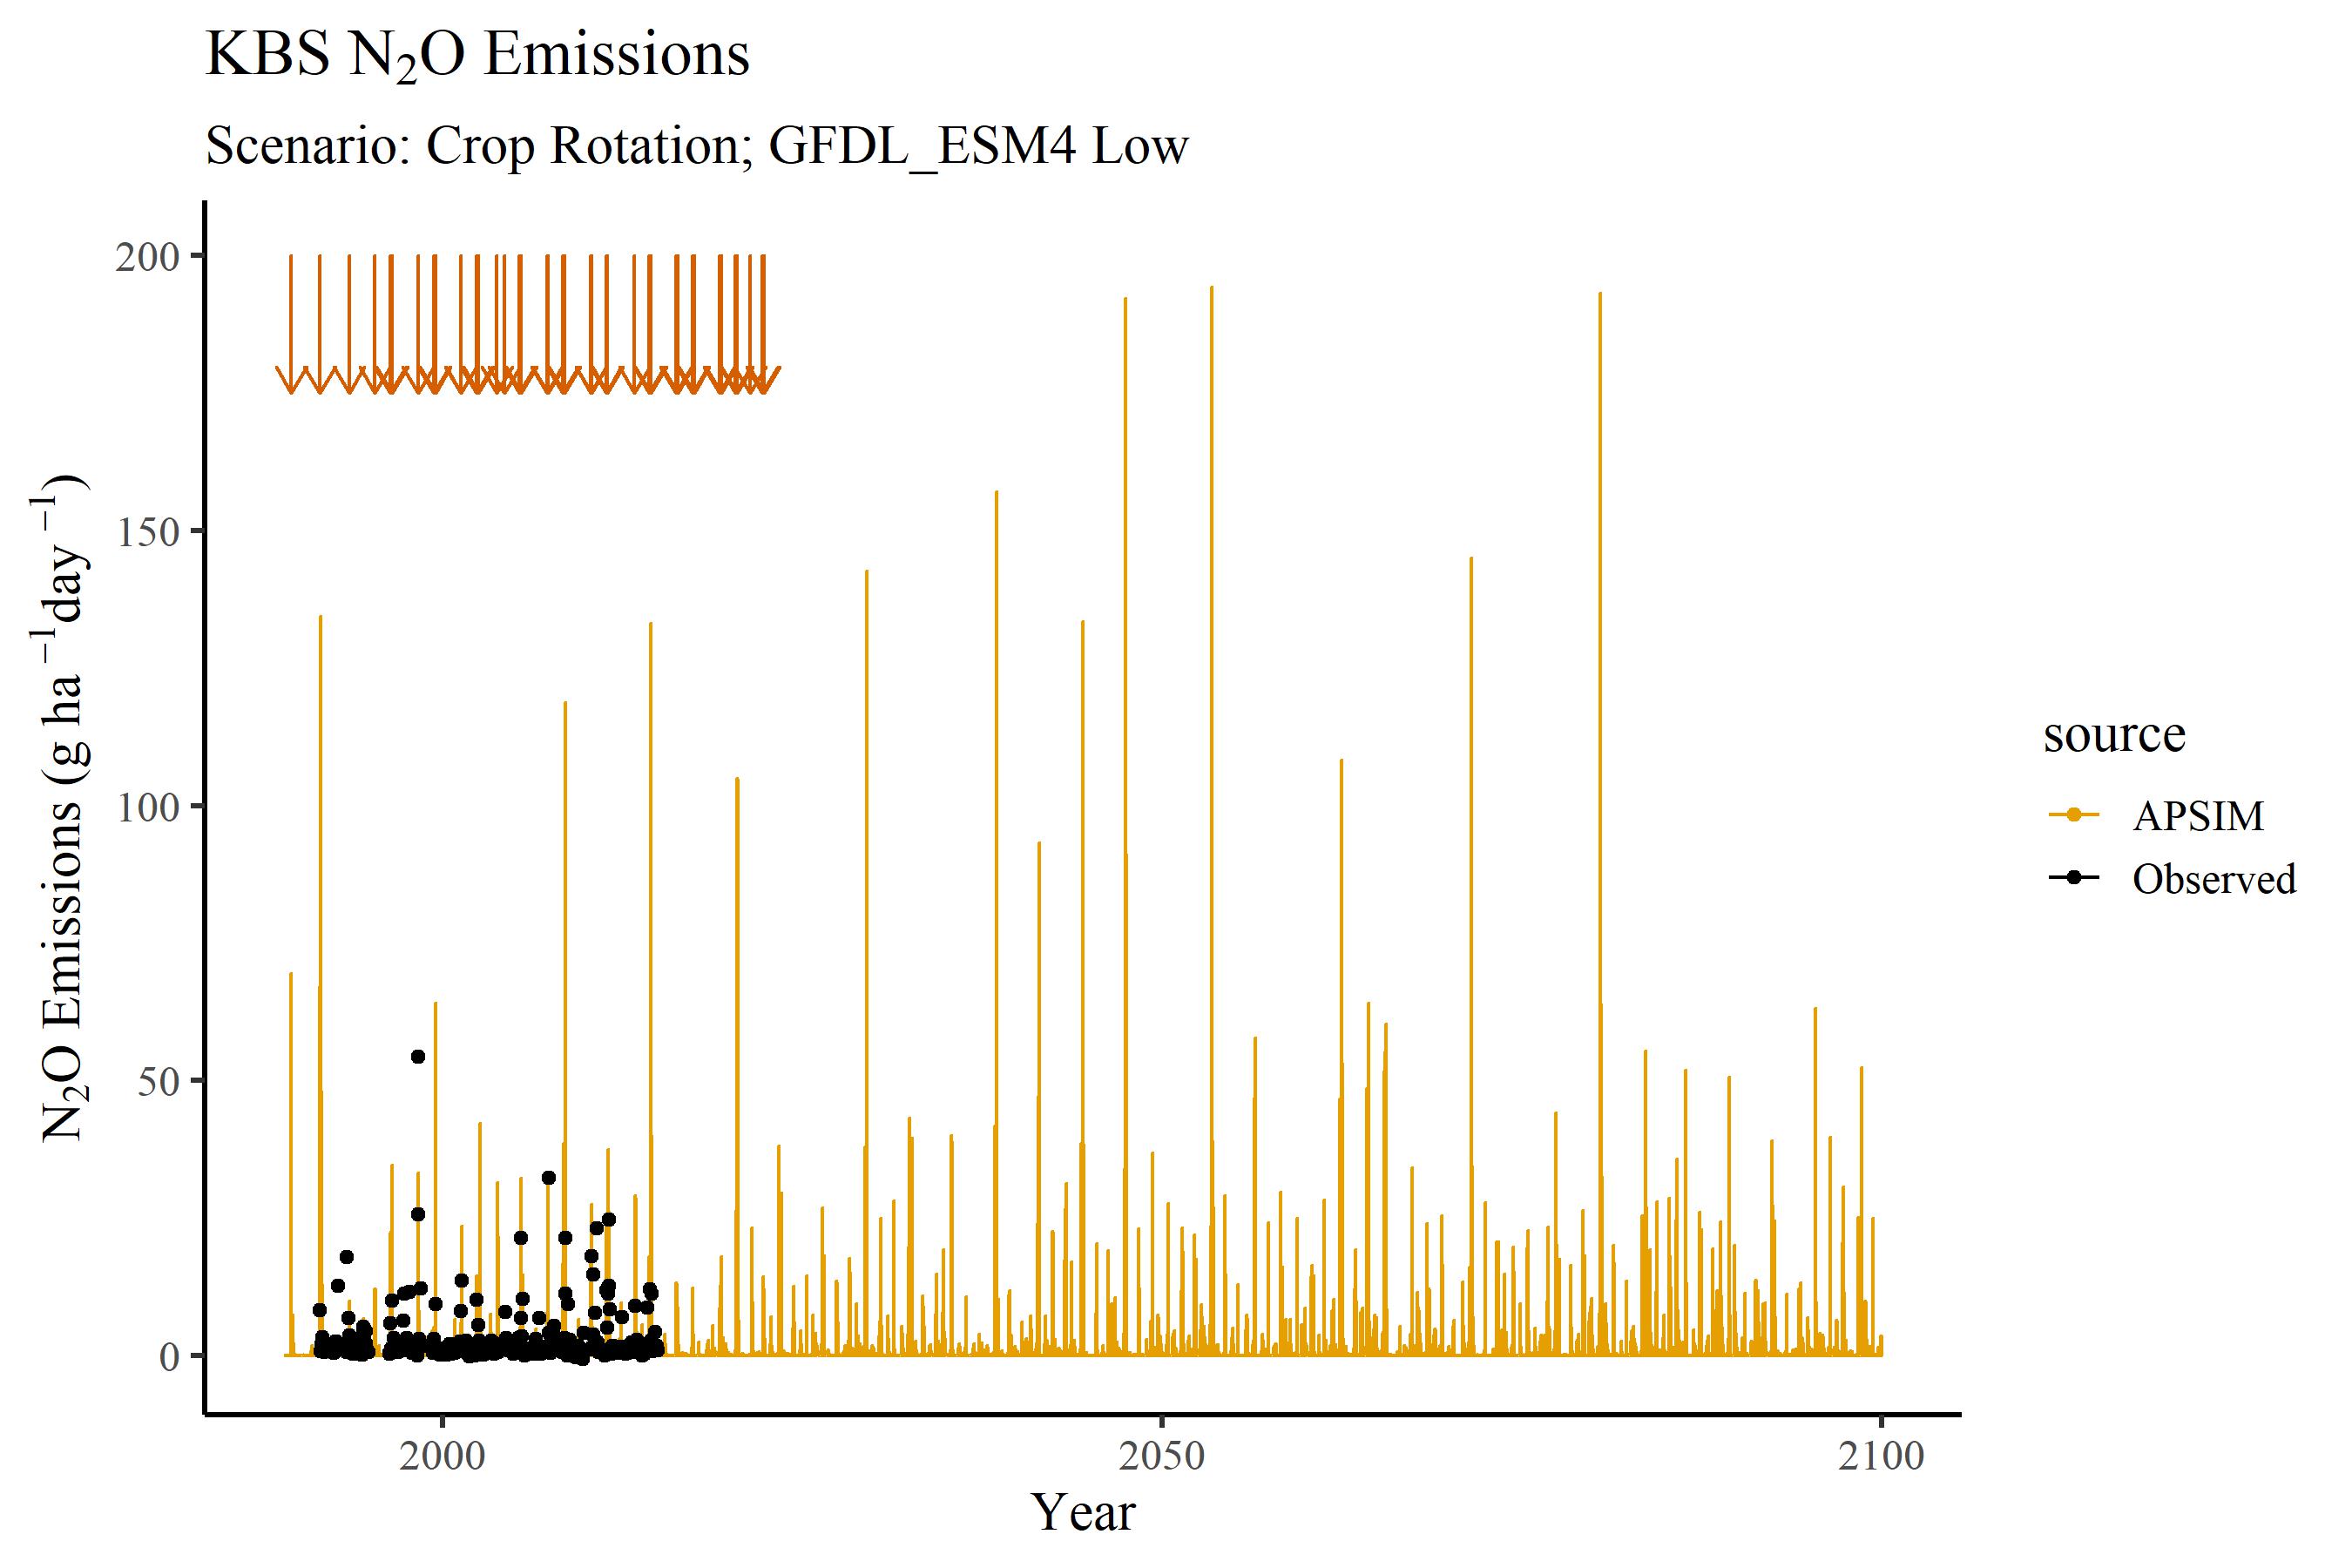 KBS N₂O Emissions
Scenario: Crop Rotation; GFDL_ESM4 Low
N₂O Emissions (g ha ⁻¹day ⁻¹)
200
150
100
50
0
2000
2050
2100
Year
source
APSIM
Observed